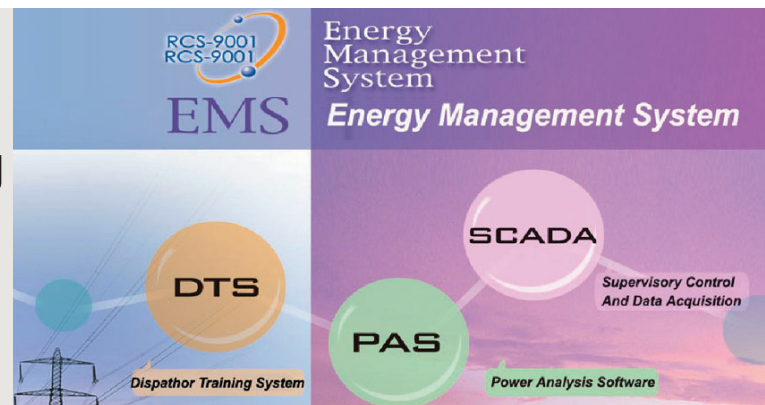 RCS-9001
RCS-9001
EMS
Energy
Management
System
Energy Management System
SCADA
Supervisory Control
And Data Acquisition
DTS
Dispathor Training System
PAS
Power Analysis Software